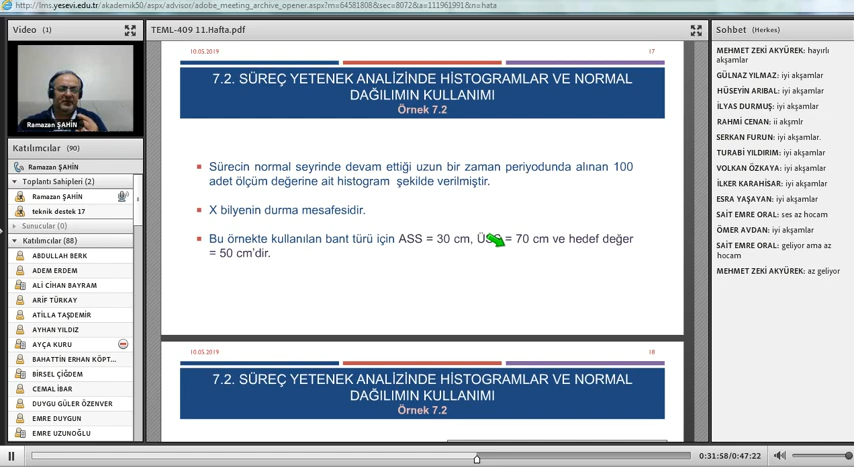 http://lms.yesevi.edu.tr/akademik50/aspx/advisor/adobe_meeting_archive_opener.aspx?m=64581808&sec=8072&a=111961991&n=hata
Video (1)
Ramazan ŞAHİN
Katılımcılar (90)
Ramazan ŞAHİN
Toplantı Sahipleri (2)
Ramazan ŞAHİN
teknik destek 17
Sunucular (0)
Katılımcılar (88)
ABDULLAH BERK
ADEM ERDEM
ALİ CİHAN BAYRAM
ARİF TÜRKAY
ATİLLA TAŞDEMİR
AYHAN YILDIZ
AYÇA KURU
BAHATTİN ERHAN KÖPT...
BİRSEL ÇİĞDEM
CEMAL İBAR
DUYGU GÜLER ÖZENVER
EMRE DUYGUN
EMRE UZUNOĞLU
TEML-409 11.Hafta.pdf
10.05.2019
17
7.2. SÜREÇ YETENEK ANALİZİNDE HİSTOGRAMLAR VE NORMAL
DAĞILIMIN KULLANIMI
Örnek 7.2
Sürecin normal seyrinde devam ettiği uzun bir zaman periyodunda alınan 100
adet ölçüm değerine ait histogram şekilde verilmiştir.
X bilyenin durma mesafesidir.
Bu örnekte kullanılan bant türü için ASS = 30 cm, ÜSS = 70 cm ve hedef değer
= 50 cm'dir.
10.05.2019
18
7.2. SÜREÇ YETENEK ANALİZİNDE HİSTOGRAMLAR VE NORMAL
DAĞILIMIN KULLANIMI
Örnek 7.2
Sohbet (Herkes)
MEHMET ZEKİ AKYÜREK: hayırlı
akşamlar
GÜLNAZ YILMAZ: iyi akşamlar
HÜSEYİN ARIBAL: iyi akşamlar
İLYAS DURMUŞ: iyi akşamlar
RAHMİ CENAN: ii akşmlr
SERKAN FURUN: iyi akşamlar.
TURABİ YILDIRIM: iyi akşamlar
VOLKAN ÖZKAYA: iyi akşamlar
İLKER KARAHİSAR: iyi akşamlar
ESRA YAŞAYAN: iyi akşamlar
SAİT EMRE ORAL: ses az hocam
ÖMER AVDAN: iyi akşamlar
SAİT EMRE ORAL: geliyor ama az
hocam
MEHMET ZEKİ AKYÜREK: az geliyor
0:31:58/0:47:22